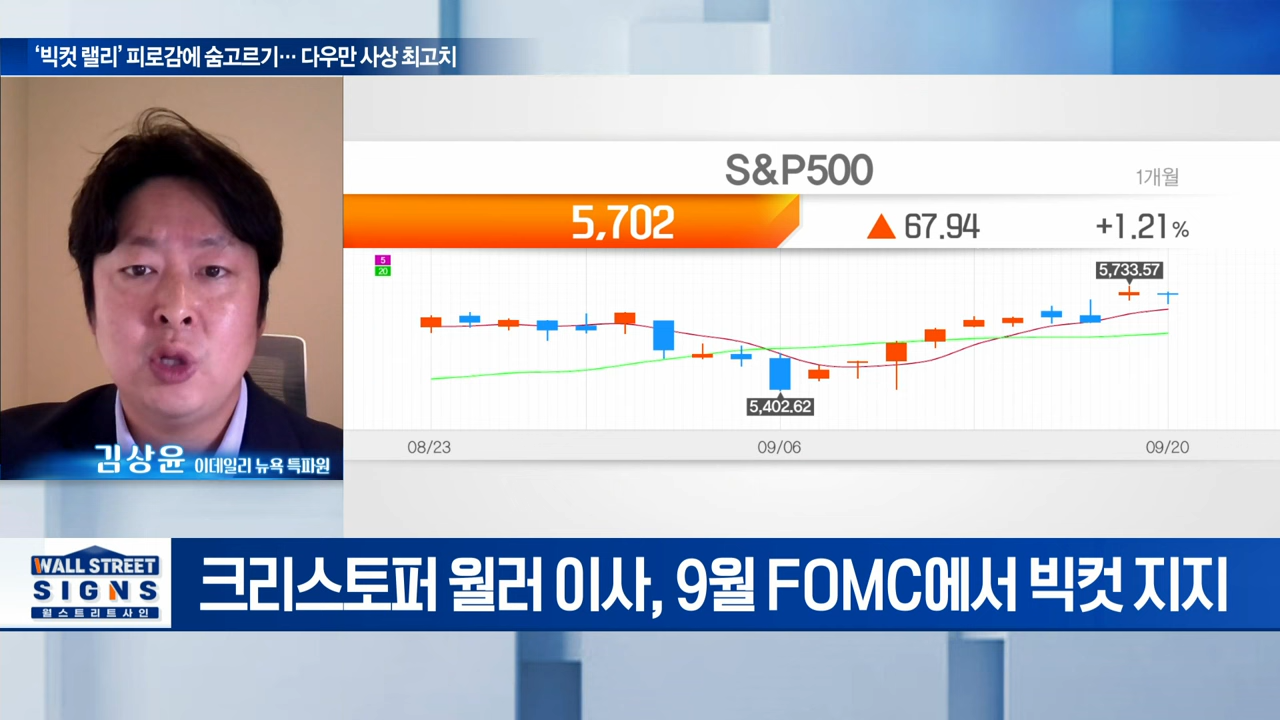 ‘빅컷 랠리’ 피로감에 숨고르기… 다우만 사상 최고치
S&P500
1개월
5,702
▲ 67.94
+1.21%
5
20
5,733.57
5,402.62
08/23
09/06
09/20
김상윤 이데일리 뉴욕 특파원
WALL STREET
SIGNS
월스트리트사인
크리스토퍼 월러 이사, 9월 FOMC에서 빅컷 지지